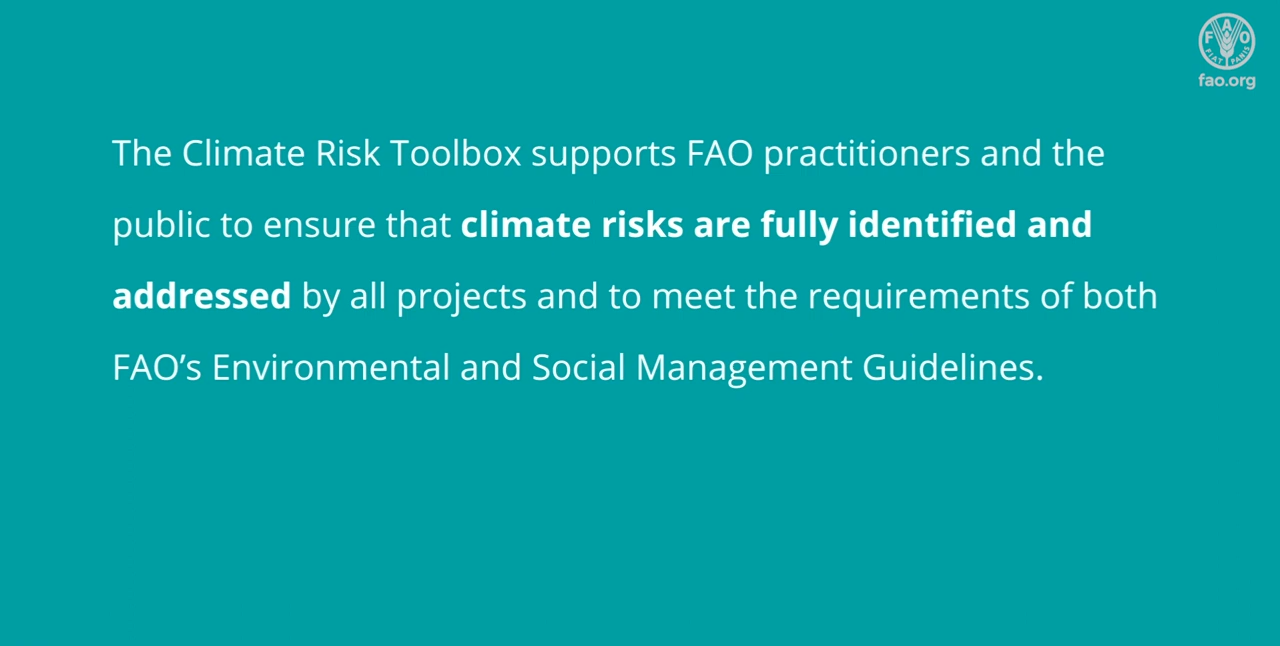 F A O
FIAT PANIS
fao.org
The Climate Risk Toolbox supports FAO practitioners and the
public to ensure that climate risks are fully identified and
addressed by all projects and to meet the requirements of both
FAO’s Environmental and Social Management Guidelines.